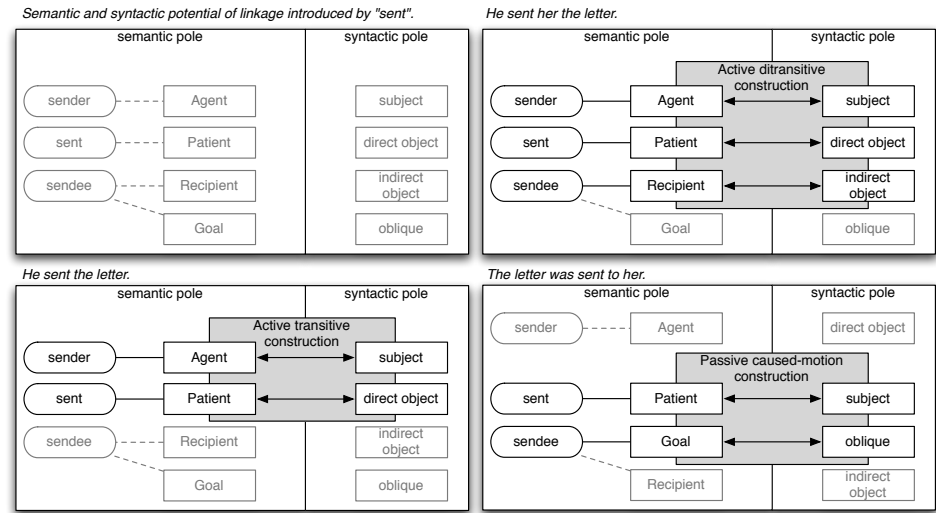 Semantic and syntactic potential of linkage introduced by "sent".
semantic pole
syntactic pole
sender
Agent
subject
sent
Patient
direct object
sendee
Recipient
indirect
object
Goal
oblique
He sent her the letter.
semantic pole
syntactic pole
Active ditransitive
construction
sender
Agent
subject
sent
Patient
direct object
sendee
Recipient
indirect
object
Goal
oblique
He sent the letter.
semantic pole
syntactic pole
Active transitive
construction
sender
Agent
subject
sent
Patient
direct object
sendee
Recipient
indirect
object
Goal
oblique
The letter was sent to her.
semantic pole
syntactic pole
sender
Agent
direct object
Passive caused-motion
construction
sent
Patient
subject
sendee
Goal
oblique
Recipient
indirect
object